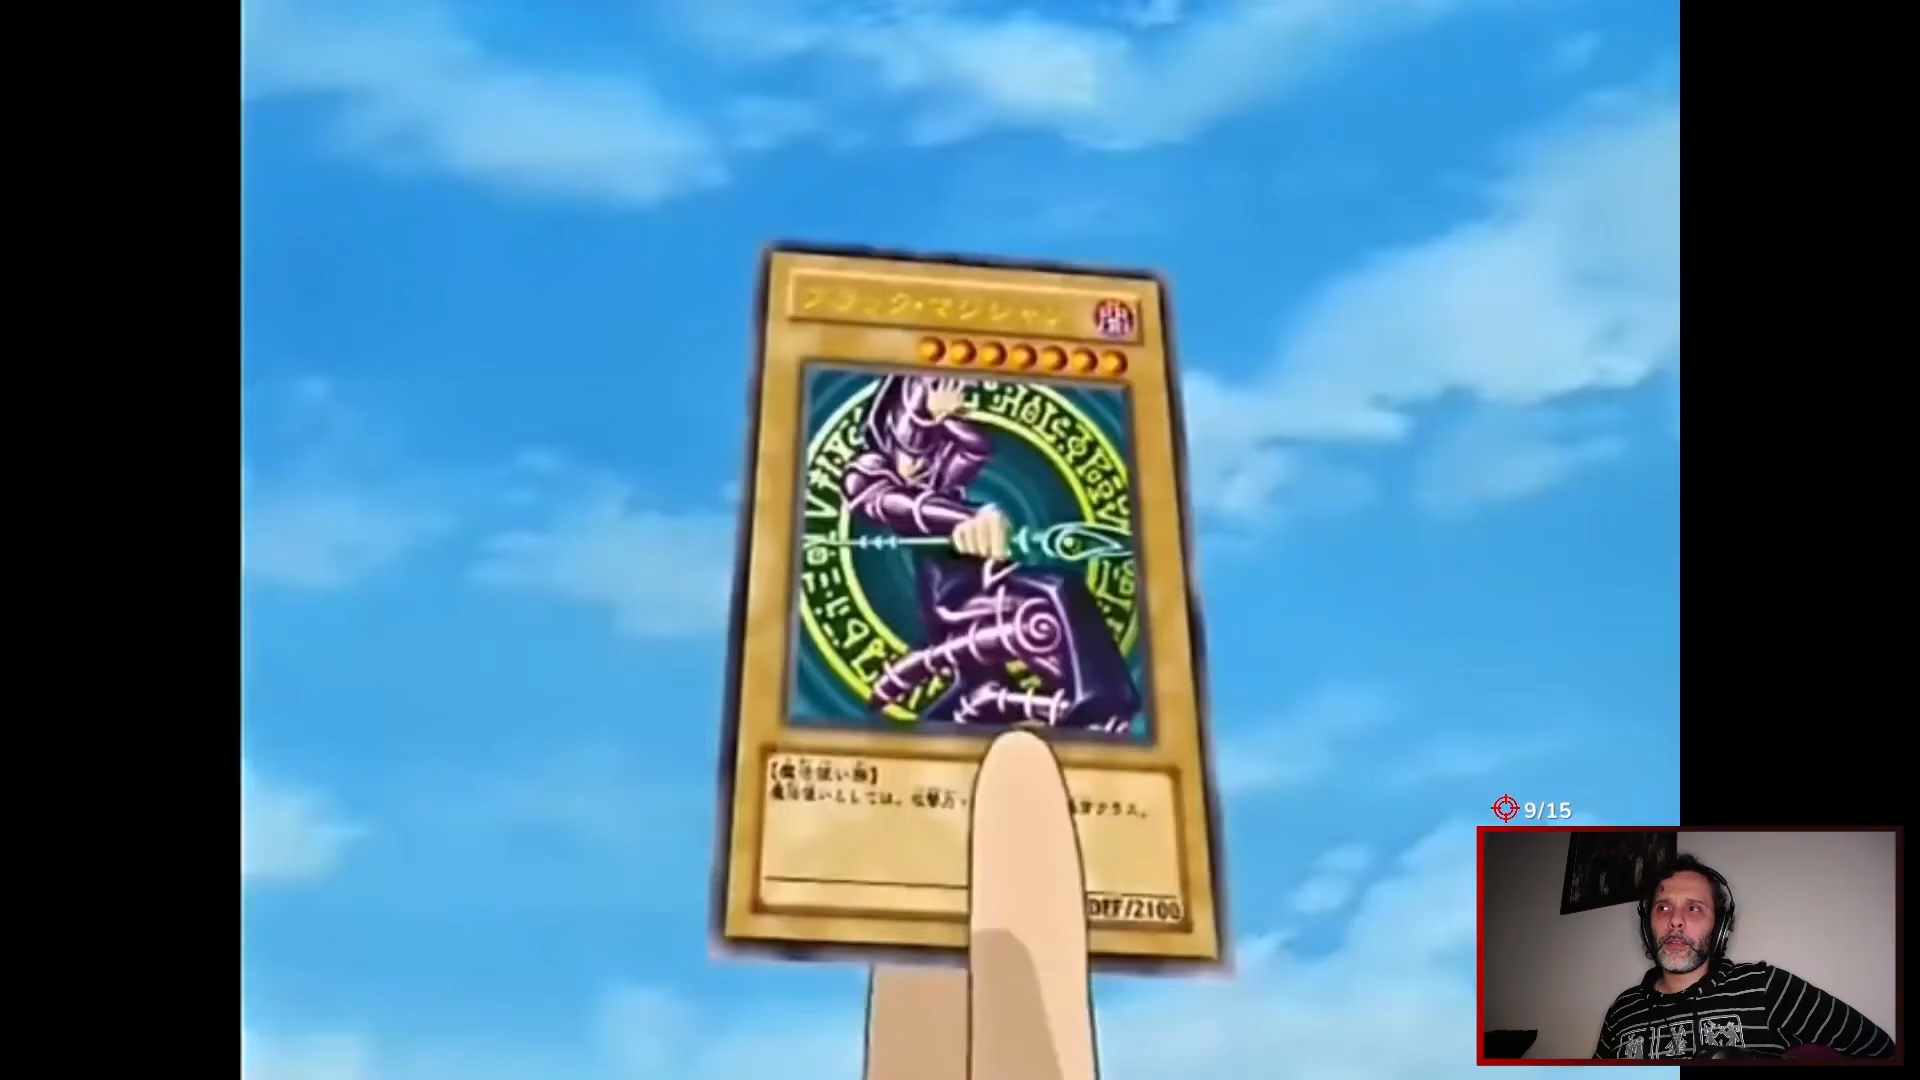 ブラック・マジシャン
【魔法使い族】
魔法使いとしては、攻撃力・
高クラス。
DEF/2100
9/15